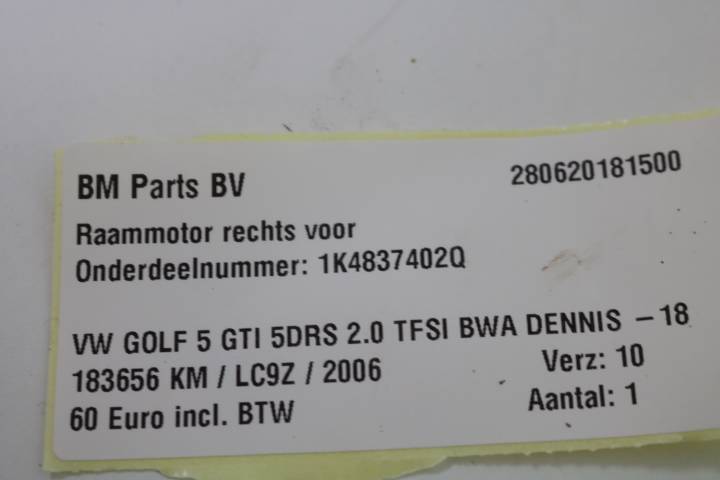 BM Parts BV 280620181500
Raammotor rechts voor
Onderdeelnummer: 1K4837402Q
VW GOLF 5 GTI 5DRS 2.0 TFSI BWA DENNIS – 18
183656 KM / LC9Z / 2006 Verz: 10
60 Euro incl. BTW Aantal: 1